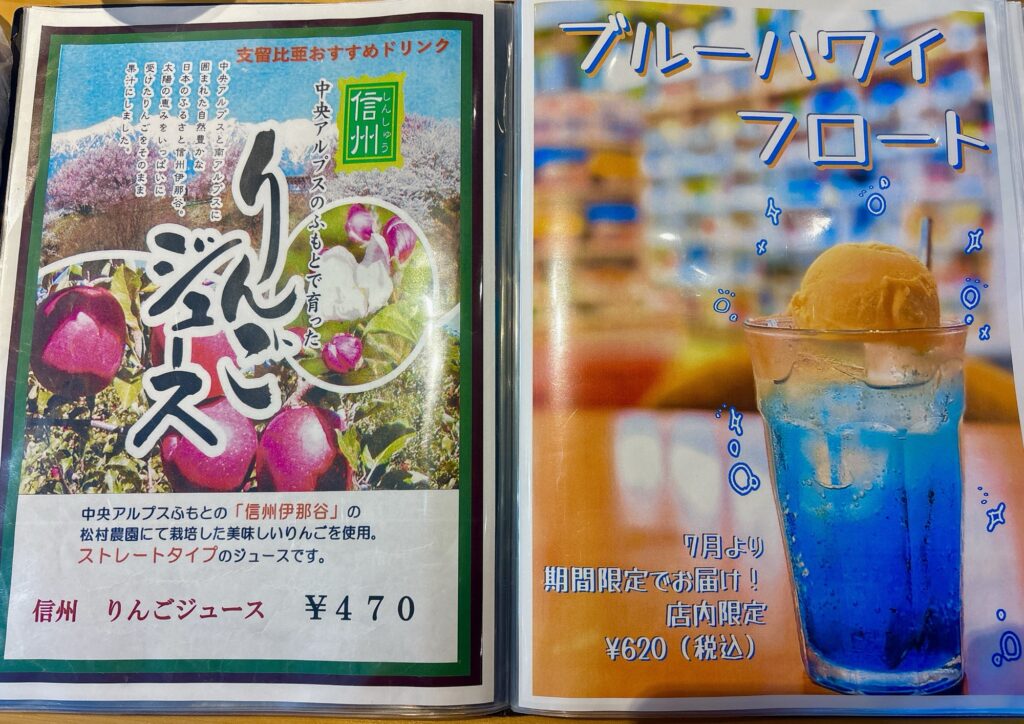 支留比亜おすすめドリンク
信州
しんしゅう
中央アルプスのふもとで育った
りんご
ジュース
中央アルプスと南アルプスに
囲まれた自然豊かな
日本のふるさと信州伊那谷。
太陽の恵みをいっぱいに
受けたりんごをそのまま
果汁にしました。
中央アルプスふもとの「信州伊那谷」の
松村農園にて栽培した美味しいりんごを使用。
ストレートタイプのジュースです。
信州 りんごジュース ¥470
ブルーハワイ
フロート
7月より
期間限定でお届け!
店内限定
¥620(税込)